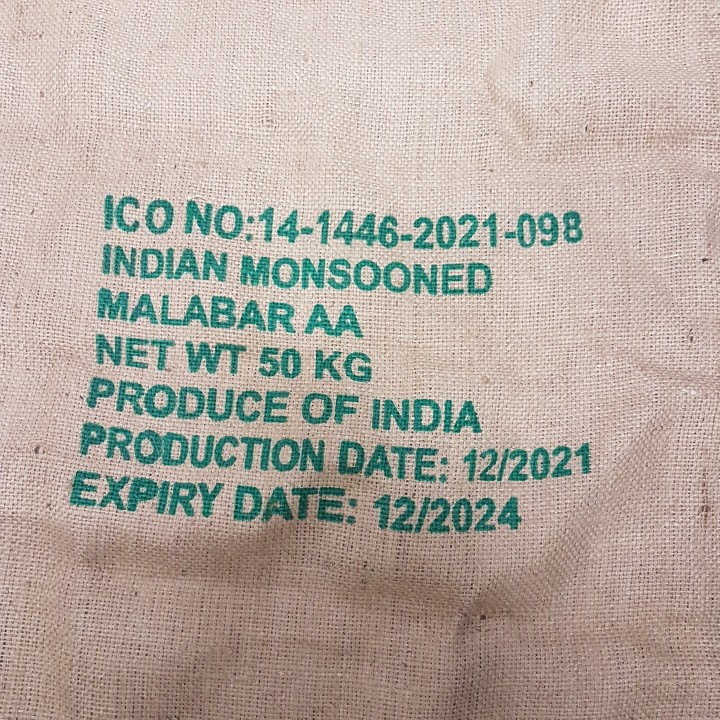 ICO NO:14-1446-2021-098
INDIAN MONSOONED
MALABAR AA
NET WT 50 KG
PRODUCE OF INDIA
PRODUCTION DATE: 12/2021
EXPIRY DATE: 12/2024